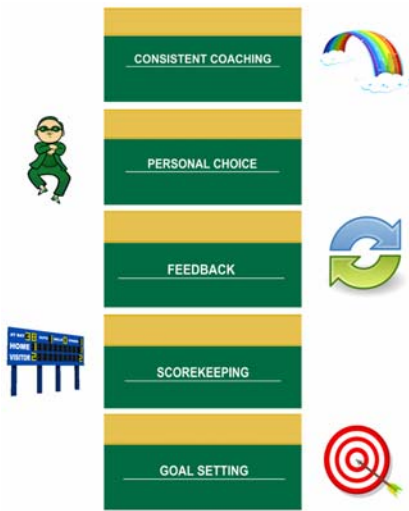 CONSISTENT COACHING
PERSONAL CHOICE
FEEDBACK
HOME
VISITOR
SCOREKEEPING
GOAL SETTING